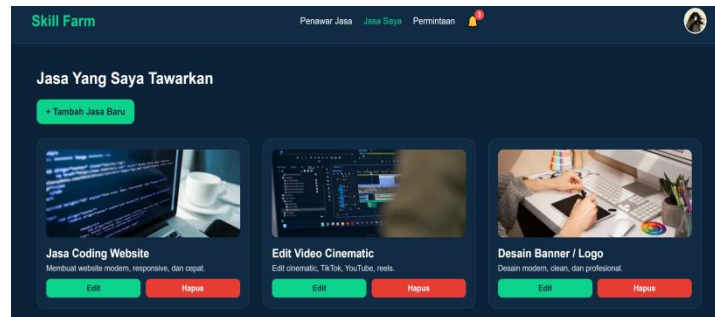 Skill Farm
Penawar Jasa Jasa Saya Permintaan 3
Jasa Yang Saya Tawarkan
+ Tambah Jasa Baru
Jasa Coding Website
Membuat website modern, responsive, dan cepat.
Edit Hapus
Edit Video Cinematic
Edit cinematic, TikTok, YouTube, reels.
Edit Hapus
Desain Banner / Logo
Desain modern, clean, dan profesional.
Edit Hapus